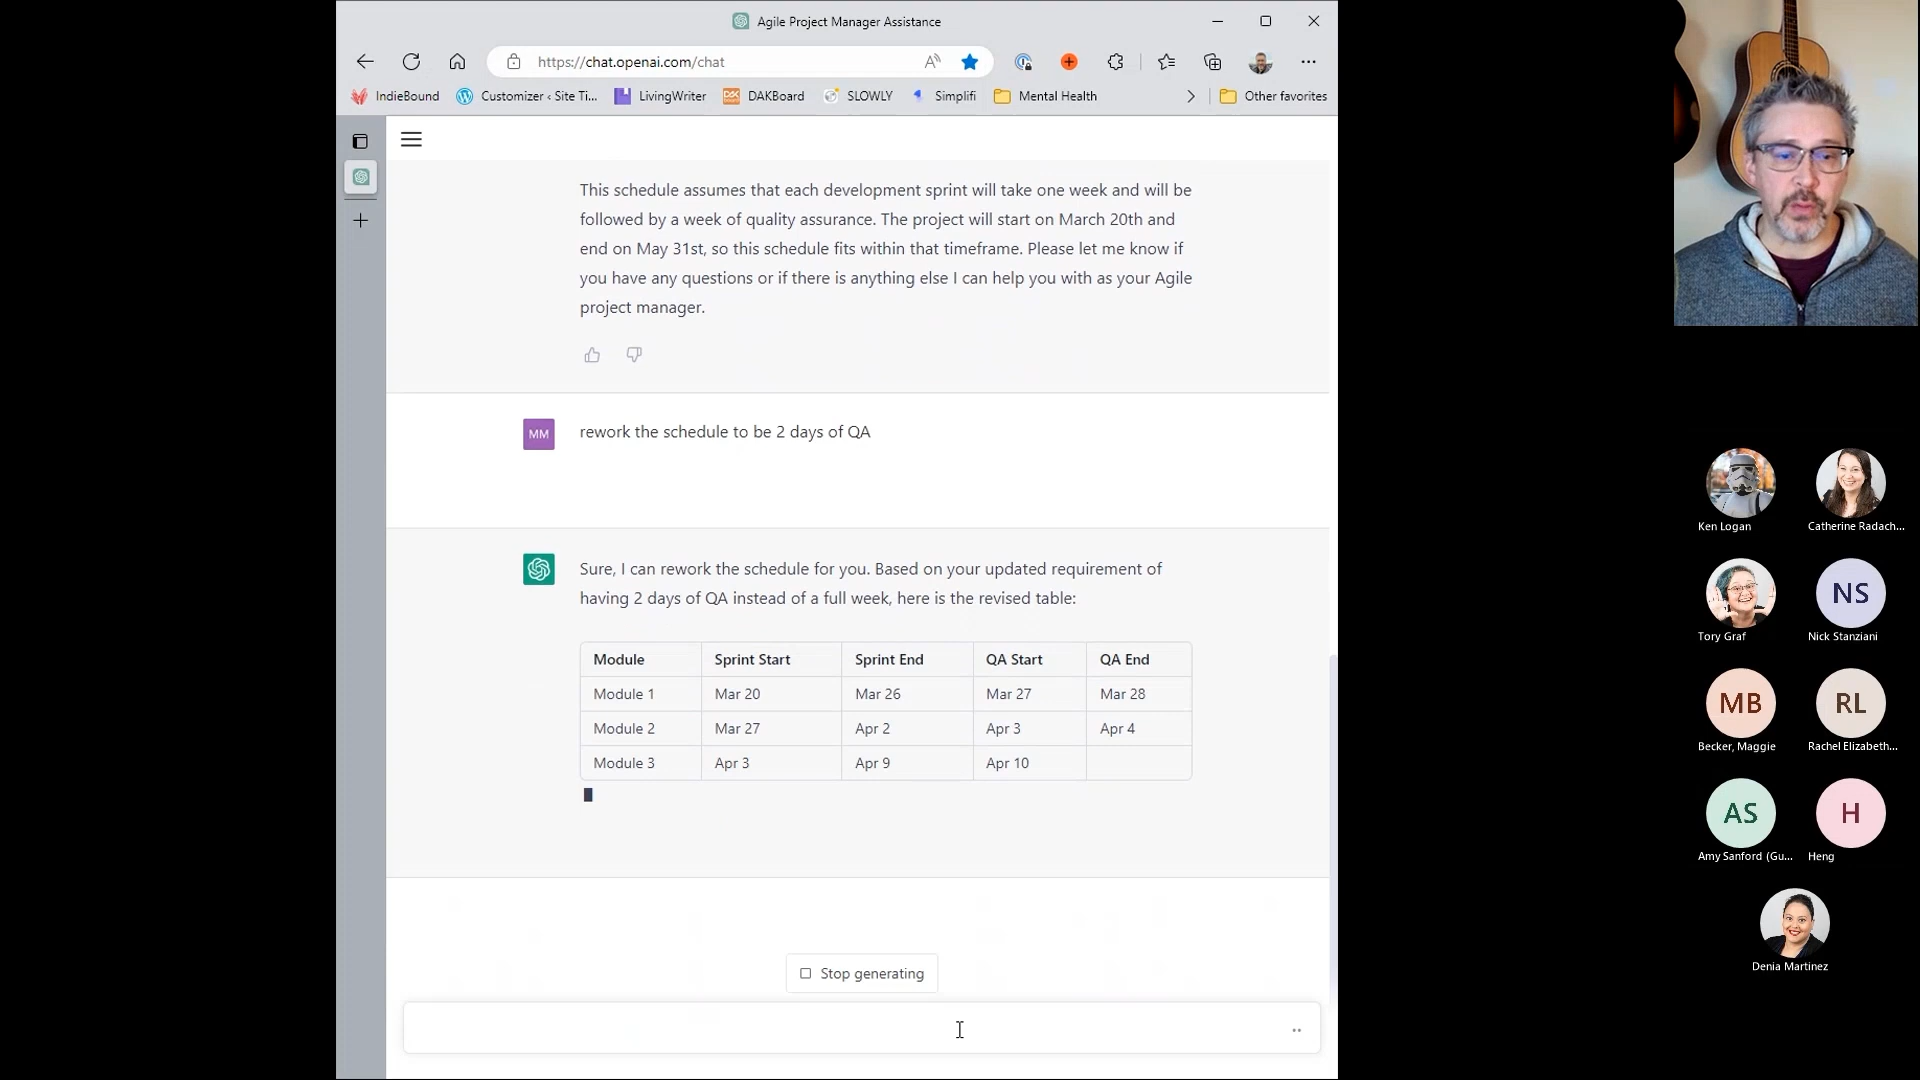 Agile Project Manager Assistance
https://chat.openai.com/chat
IndieBound
Customizer ‹ Site Ti...
LivingWriter
DAKBoard
SLOWLY
Simplifi
Mental Health
Other favorites
This schedule assumes that each development sprint will take one week and will be
followed by a week of quality assurance. The project will start on March 20th and
end on May 31st, so this schedule fits within that timeframe. Please let me know if
you have any questions or if there is anything else I can help you with as your Agile
project manager.
MM
rework the schedule to be 2 days of QA
Sure, I can rework the schedule for you. Based on your updated requirement of
having 2 days of QA instead of a full week, here is the revised table:
Module Sprint Start Sprint End QA Start QA End
Module 1 Mar 20 Mar 26 Mar 27 Mar 28
Module 2 Mar 27 Apr 2 Apr 3 Apr 4
Module 3 Apr 3 Apr 9 Apr 10
Stop generating
Ken Logan
Catherine Radach...
Tory Graf
NS
Nick Stanziani
MB
Becker, Maggie
RL
Rachel Elizabeth...
AS
Amy Sanford (Gu...
H
Heng
Denia Martinez